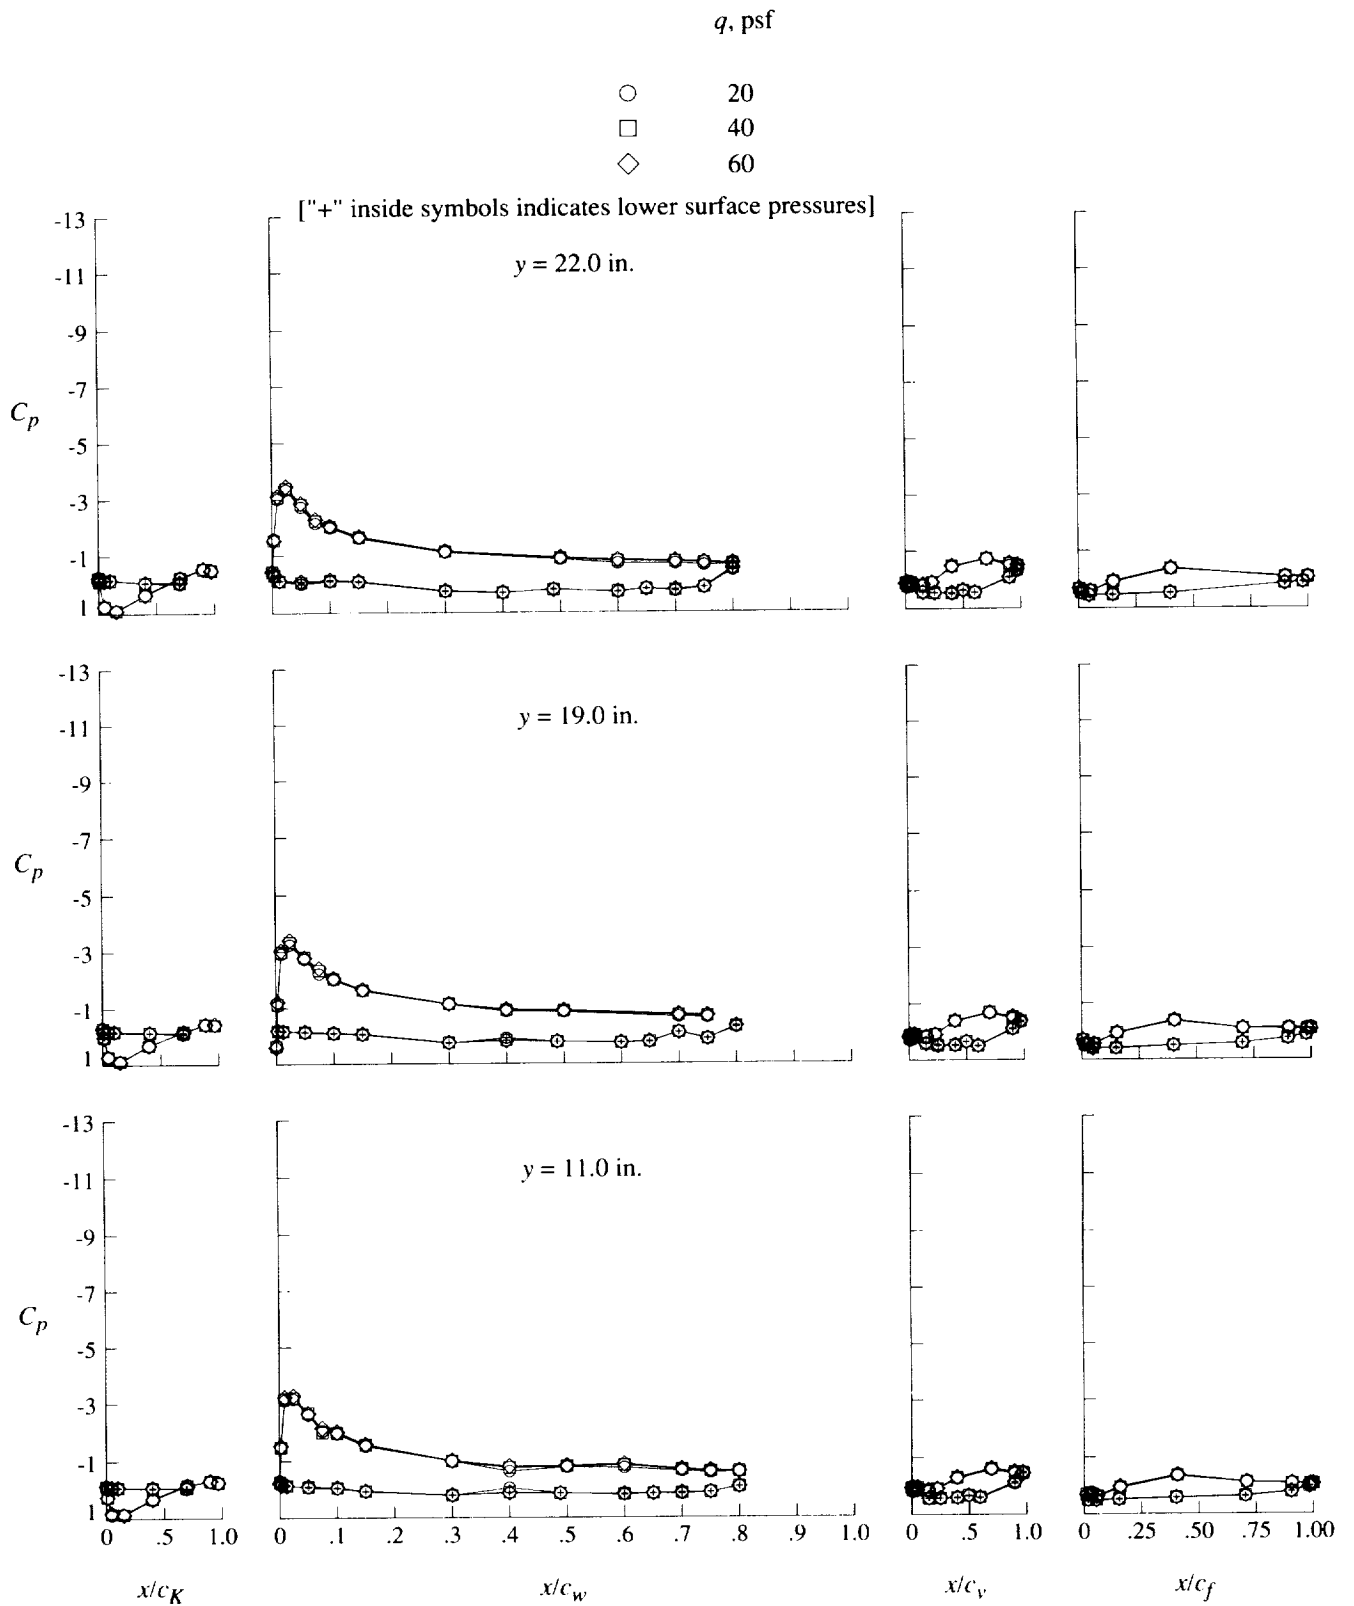 q, psf
20
40
60
["+" inside symbols indicates lower surface pressures]
y = 22.0 in.
-13
-11
-9
-7
-5
-3
-1
1
C_p
y = 19.0 in.
-13
-11
-9
-7
-5
-3
-1
1
C_p
y = 11.0 in.
-13
-11
-9
-7
-5
-3
-1
1
C_p
0 .5 1.0
0 .1 .2 .3 .4 .5 .6 .7 .8 .9 1.0
0 .5 1.0
0 .25 .50 .75 1.00
x/c_K
x/c_w
x/c_v
x/c_f